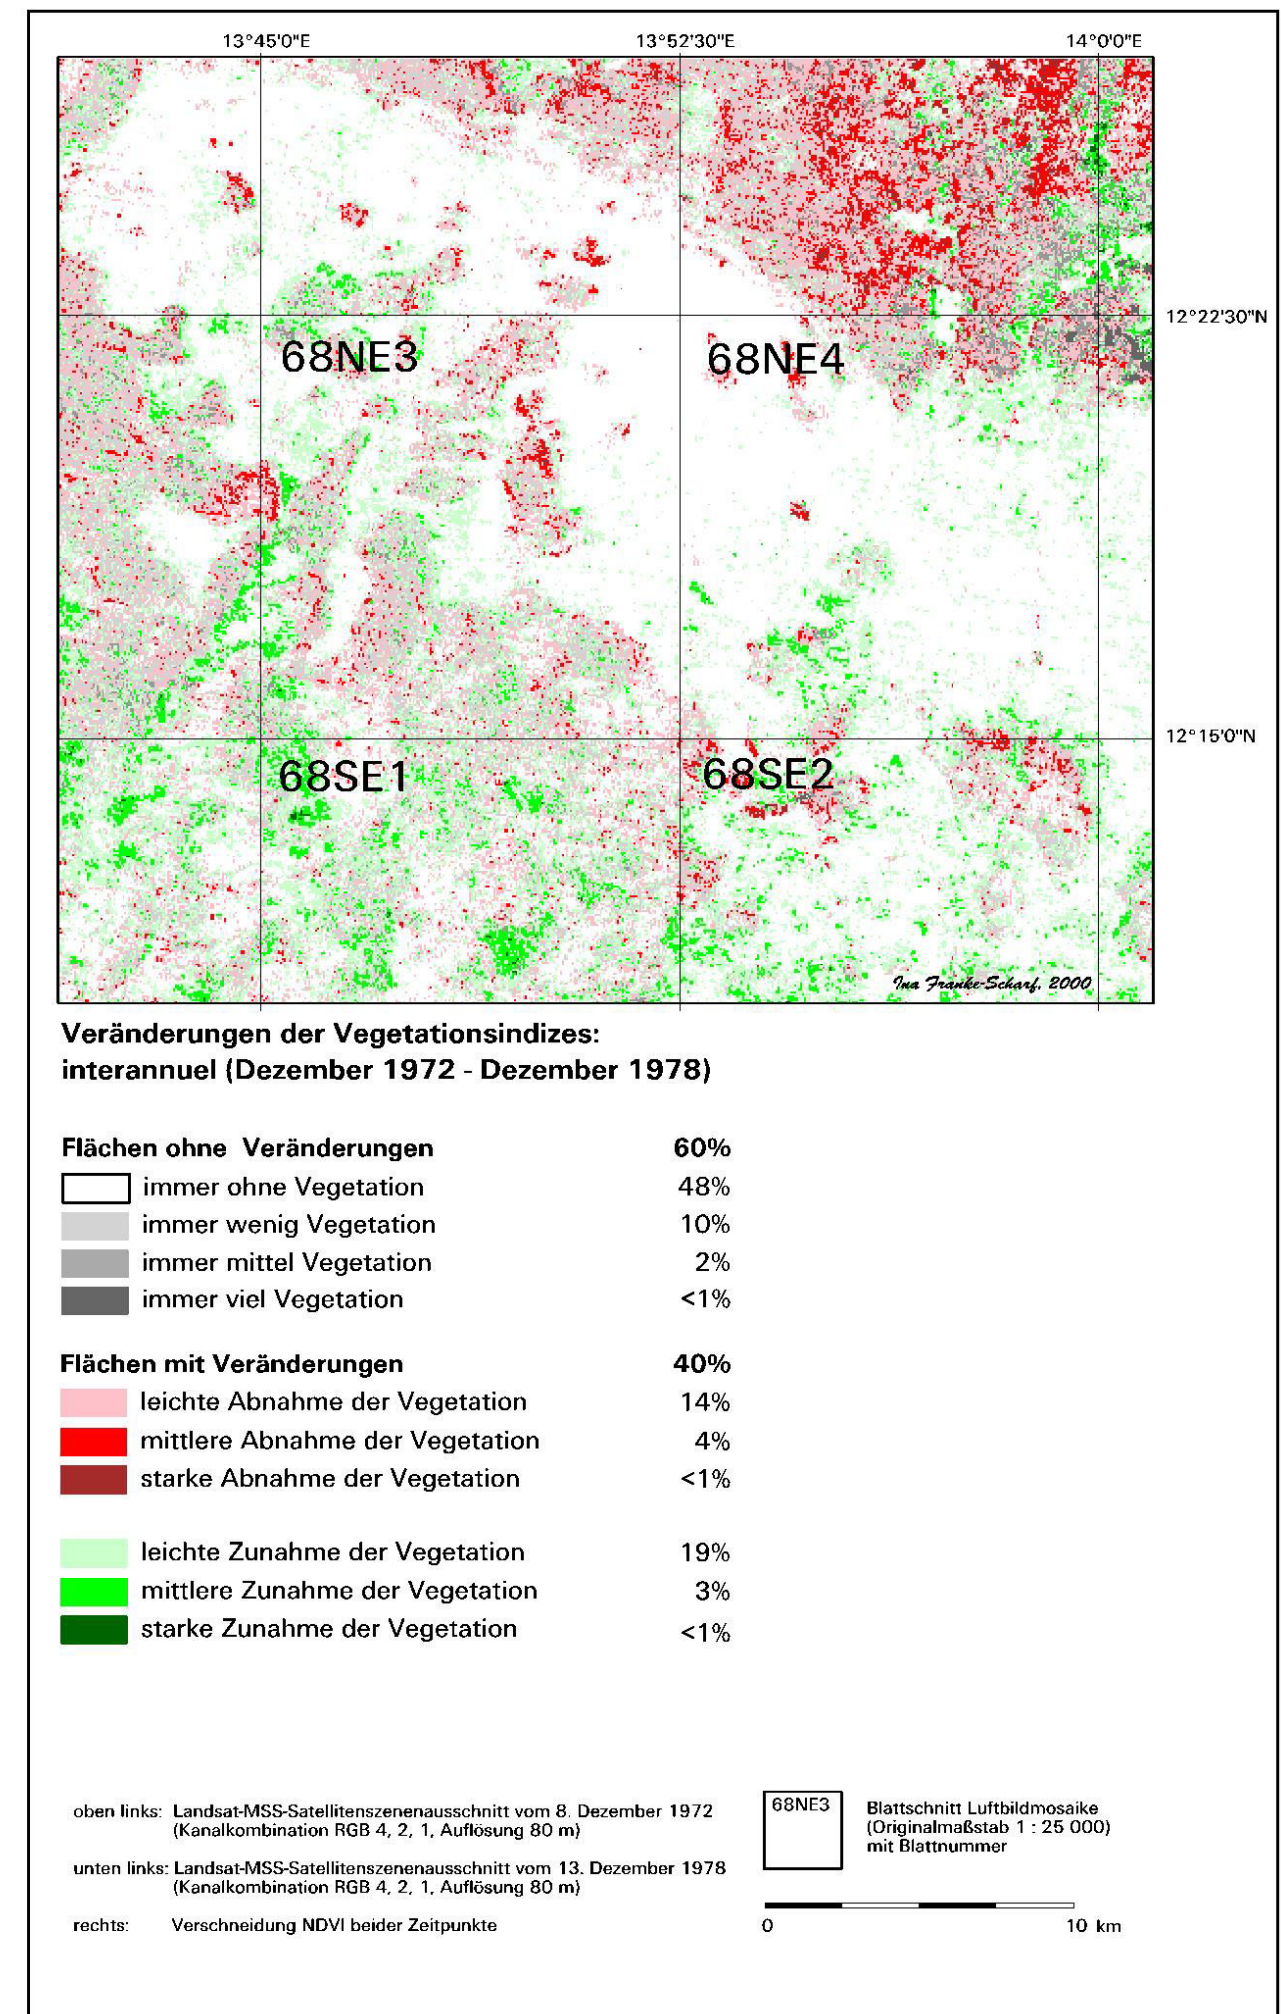 13°45'0"E 13°52'30"E 14°0'0"E
12°22'30"N
68NE3 68NE4
12°15'0"N
68SE1 68SE2
Ina Franke-Scharf, 2000
Veränderungen der Vegetationsindizes:
interannuel (Dezember 1972 - Dezember 1978)
Flächen ohne Veränderungen 60%
immer ohne Vegetation 48%
immer wenig Vegetation 10%
immer mittel Vegetation 2%
immer viel Vegetation <1%
Flächen mit Veränderungen 40%
leichte Abnahme der Vegetation 14%
mittlere Abnahme der Vegetation 4%
starke Abnahme der Vegetation <1%
leichte Zunahme der Vegetation 19%
mittlere Zunahme der Vegetation 3%
starke Zunahme der Vegetation <1%
oben links: Landsat-MSS-Satellitenszenenausschnitt vom 8. Dezember 1972
(Kanalkombination RGB 4, 2, 1, Auflösung 80 m)
unten links: Landsat-MSS-Satellitenszenenausschnitt vom 13. Dezember 1978
(Kanalkombination RGB 4, 2, 1, Auflösung 80 m)
rechts: Verschneidung NDVI beider Zeitpunkte
68NE3
Blattschnitt Luftbildmosaike
(Originalmaßstab 1 : 25 000)
mit Blattnummer
0 10 km